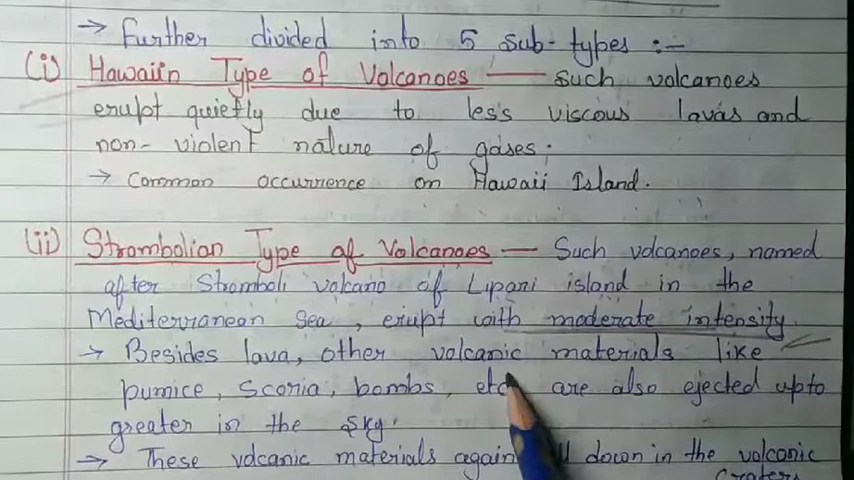 → Further divided into 5 sub-types :-
(i) Hawaiin Type of Volcanoes — such volcanoes
erupt quietly due to less viscous lavas and
non-violent nature of gases.
→ Common occurrence on Hawaii Island.
(ii) Strombolian Type of Volcanoes — Such volcanoes, named
after Stromboli volcano of Lipari island in the
Mediterranean Sea, erupt with moderate intensity.
→ Besides lava, other volcanic materials like
pumice, scoria, bombs, etc are also ejected upto
greater in the sky.
→ These volcanic materials again down in the volcanic
craters